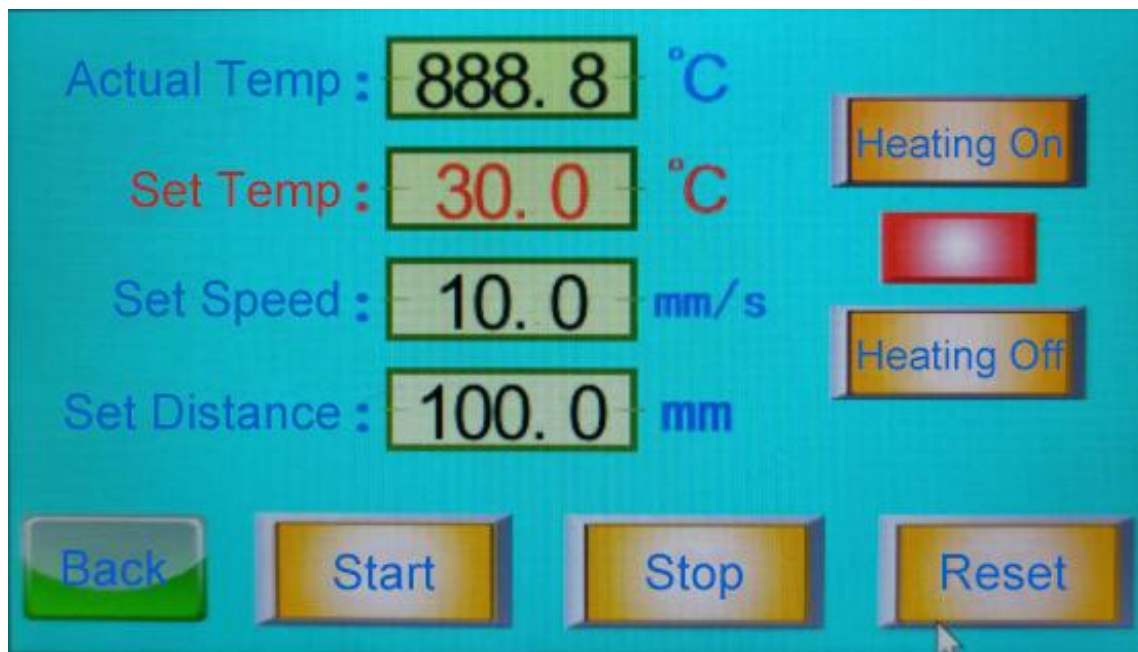 Actual Temp : 888. 8 °C
Set Temp : 30. 0 °C
Set Speed : 10. 0 mm/s
Set Distance : 100. 0 mm
Heating On
Heating Off
Back Start Stop Reset